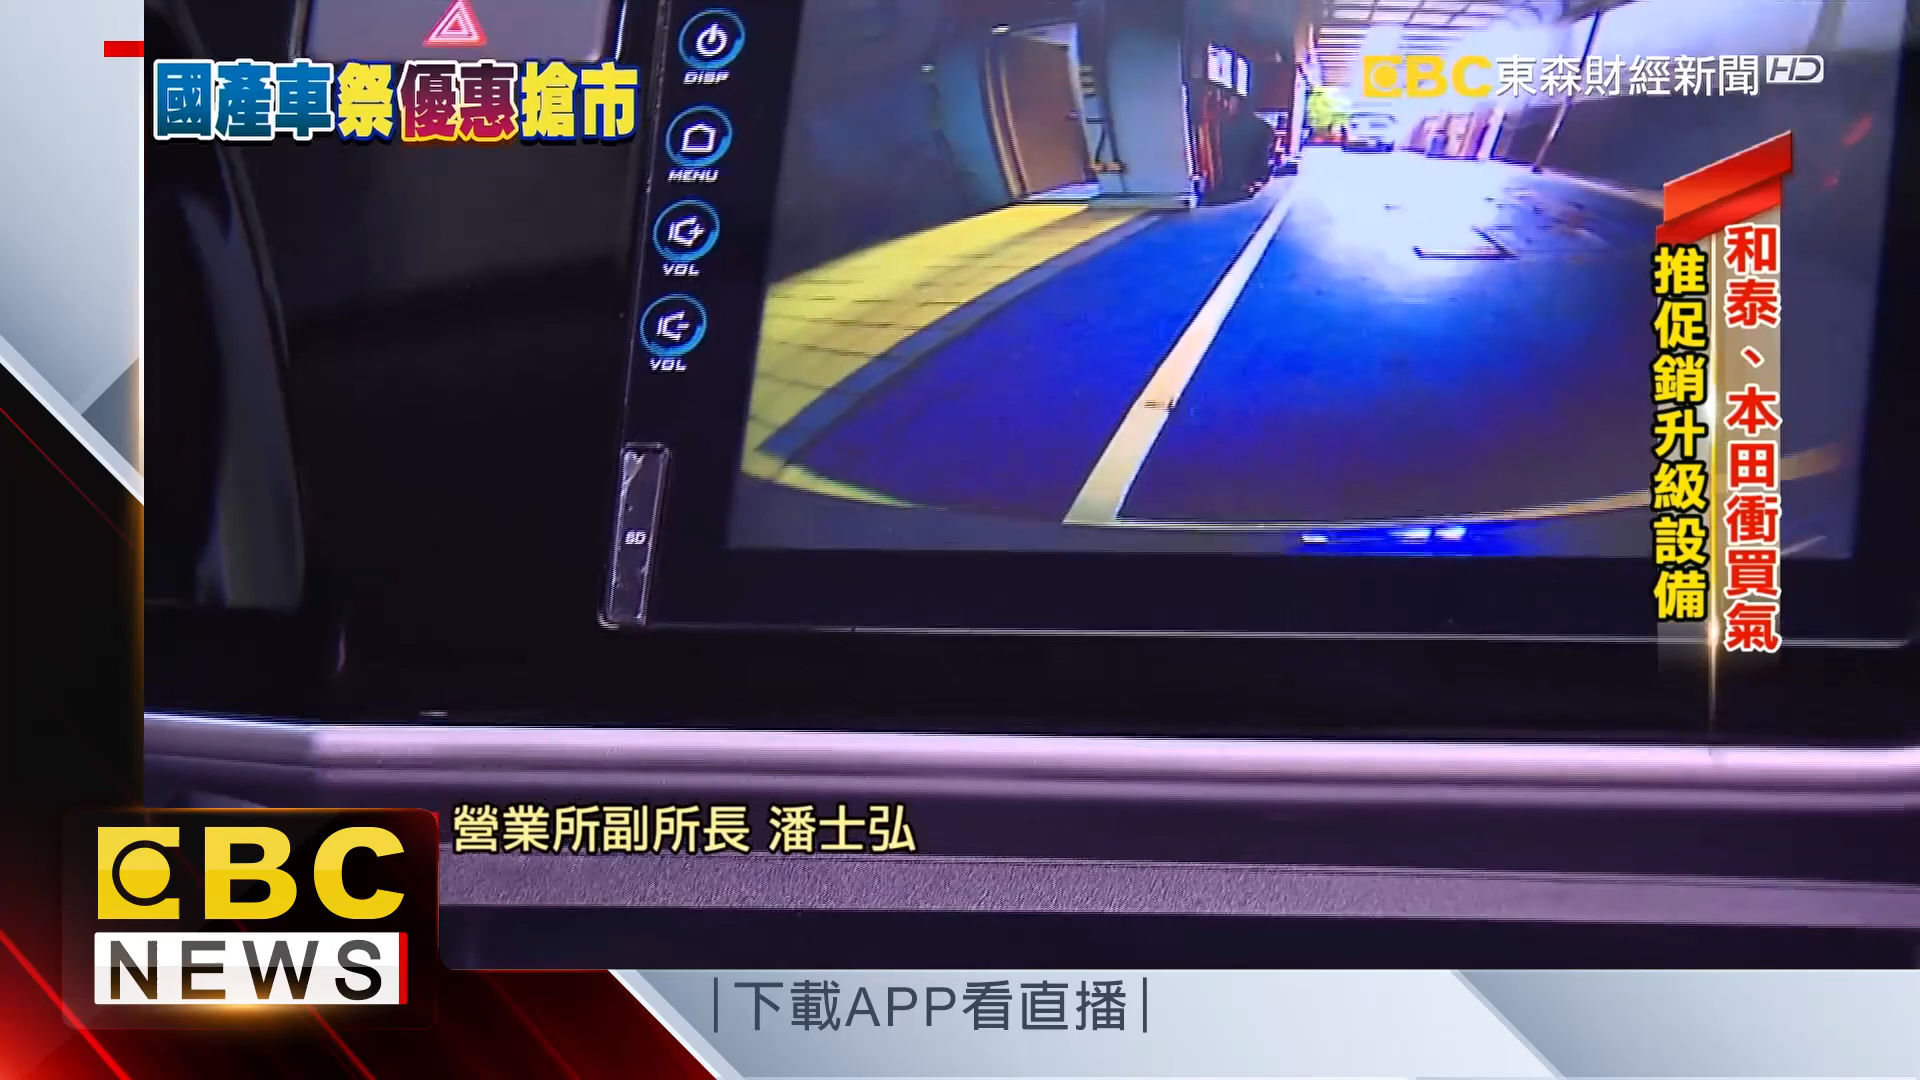 國產車祭優惠搶市
EBC東森財經新聞HD
DISP
MENU
VOL
VOL
SD
和泰、本田衝買氣
推促銷升級設備
營業所副所長 潘士弘
EBC
NEWS
|下載APP看直播|